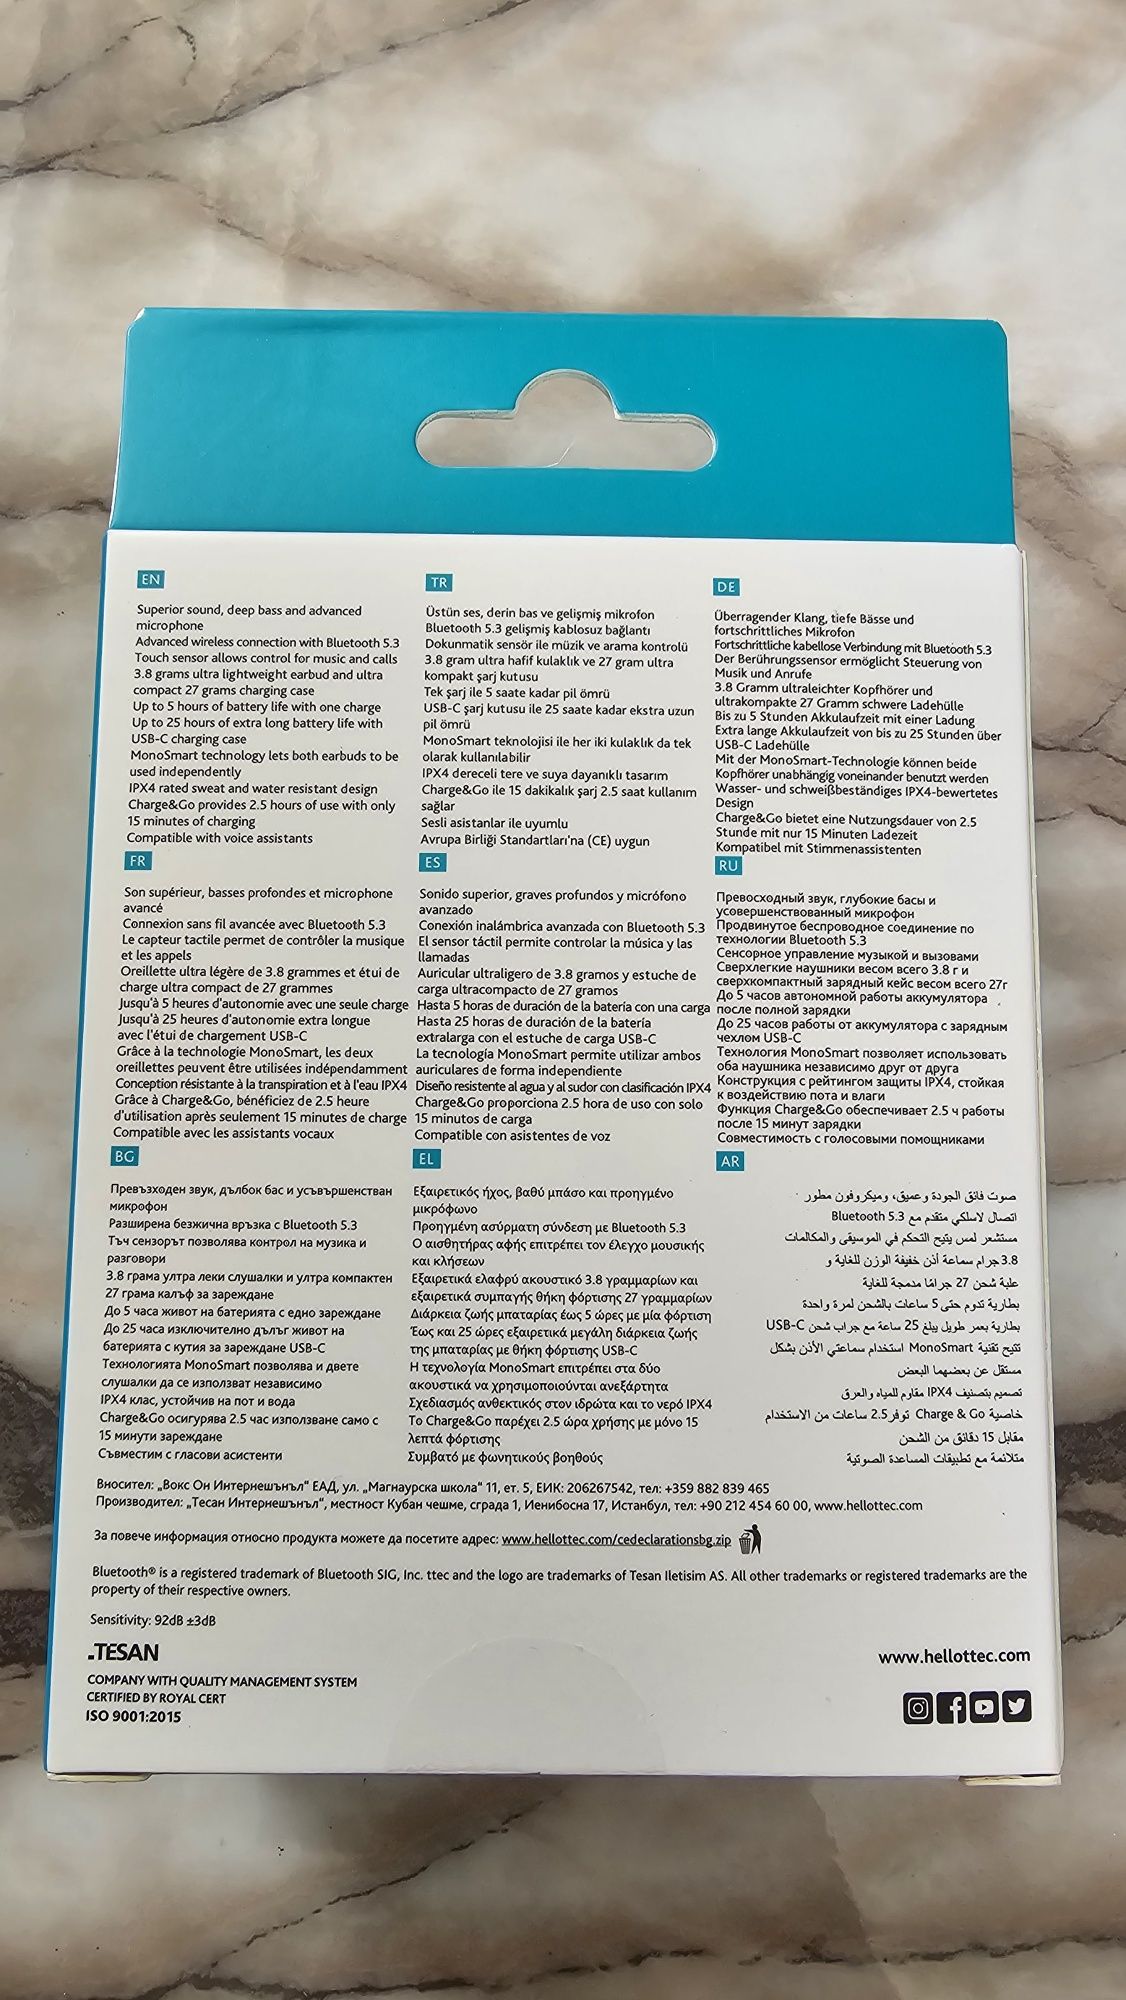 EN
Superior sound, deep bass and advanced
microphone
Advanced wireless connection with Bluetooth 5.3
Touch sensor allows control for music and calls
3.8 grams ultra lightweight earbud and ultra
compact 27 grams charging case
Up to 5 hours of battery life with one charge
Up to 25 hours of extra long battery life with
USB-C charging case
MonoSmart technology lets both earbuds to be
used independently
IPX4 rated sweat and water resistant design
Charge&Go provides 2.5 hours of use with only
15 minutes of charging
Compatible with voice assistants
TR
Üstün ses, derin bas ve gelişmiş mikrofon
Bluetooth 5.3 gelişmiş kablosuz bağlantı
Dokunmatik sensör ile müzik ve arama kontrolü
3.8 gram ultra hafif kulaklık ve 27 gram ultra
kompakt şarj kutusu
Tek şarj ile 5 saate kadar pil ömrü
USB-C şarj kutusu ile 25 saate kadar ekstra uzun
pil ömrü
MonoSmart teknolojisi ile her iki kulaklık da tek
olarak kullanılabilir
IPX4 dereceli tere ve suya dayanıklı tasarım
Charge&Go ile 15 dakikalık şarj 2.5 saat kullanım
sağlar
Sesli asistanlar ile uyumlu
Avrupa Birliği Standartları'na (CE) uygun
DE
Überragender Klang, tiefe Bässe und
fortschrittliches Mikrofon
Fortschrittliche kabellose Verbindung mit Bluetooth 5.3
Der Berührungssensor ermöglicht Steuerung von
Musik und Anrufe
3.8 Gramm ultraleichter Kopfhörer und
ultrakompakte 27 Gramm schwere Ladehülle
Bis zu 5 Stunden Akkulaufzeit mit einer Ladung
Extra lange Akkulaufzeit von bis zu 25 Stunden über
USB-C Ladehülle
Mit der MonoSmart-Technologie können beide
Kopfhörer unabhängig voneinander benutzt werden
Wasser- und schweißbeständiges IPX4-bewertetes
Design
Charge&Go bietet eine Nutzungsdauer von 2.5
Stunde mit nur 15 Minuten Ladezeit
Kompatibel mit Stimmenassistenten
FR
Son supérieur, basses profondes et microphone
avancé
Connexion sans fil avancée avec Bluetooth 5.3
Le capteur tactile permet de contrôler la musique
et les appels
Oreillette ultra légère de 3.8 grammes et étui de
charge ultra compact de 27 grammes
Jusqu'à 5 heures d'autonomie avec une seule charge
Jusqu'à 25 heures d'autonomie extra longue
avec l'étui de chargement USB-C
Grâce à la technologie MonoSmart, les deux
oreillettes peuvent être utilisées indépendamment
Conception résistante à la transpiration et à l'eau IPX4
Grâce à Charge&Go, bénéficiez de 2.5 heure
d'utilisation après seulement 15 minutes de charge
Compatible avec les assistants vocaux
ES
Sonido superior, graves profundos y micrófono
avanzado
Conexión inalámbrica avanzada con Bluetooth 5.3
El sensor táctil permite controlar la música y las
llamadas
Auricular ultraligero de 3.8 gramos y estuche de
carga ultracompacto de 27 gramos
Hasta 5 horas de duración de la batería con una carga
Hasta 25 horas de duración de la batería
extralarga con el estuche de carga USB-C
La tecnología MonoSmart permite utilizar ambos
auriculares de forma independiente
Diseño resistente al agua y al sudor con clasificación IPX4
Charge&Go proporciona 2.5 hora de uso con solo
15 minutos de carga
Compatible con asistentes de voz
RU
Превосходный звук, глубокие басы и
усовершенствованный микрофон
Продвинутое беспроводное соединение по
технологии Bluetooth 5.3
Сенсорное управление музыкой и вызовами
Сверхлегкие наушники весом всего 3.8 г и
сверхкомпактный зарядный кейс весом всего 27г
До 5 часов автономной работы аккумулятора
после полной зарядки
До 25 часов работы от аккумулятора с зарядным
чехлом USB-C
Технология MonoSmart позволяет использовать
оба наушника независимо друг от друга
Конструкция с рейтингом защиты IPX4, стойкая
к воздействию пота и влаги
Функция Charge&Go обеспечивает 2.5 ч работы
после 15 минут зарядки
Совместимость с голосовыми помощниками
BG
Превъзходен звук, дълбок бас и усъвършенстван
микрофон
Разширена безжична връзка с Bluetooth 5.3
Тъч сензорът позволява контрол на музика и
разговори
3.8 грама ултра леки слушалки и ултра компактен
27 грама калъф за зареждане
До 5 часа живот на батерията с едно зареждане
До 25 часа изключително дълъг живот на
батерията с кутия за зареждане USB-C
Технологията MonoSmart позволява и двете
слушалки да се използват независимо
IPX4 клас, устойчив на пот и вода
Charge&Go осигурява 2.5 час използване само с
15 минути зареждане
Съвместим с гласови асистенти
EL
Εξαιρετικός ήχος, βαθύ μπάσο και προηγμένο
μικρόφωνο
Προηγμένη ασύρματη σύνδεση με Bluetooth 5.3
Ο αισθητήρας αφής επιτρέπει τον έλεγχο μουσικής
και κλήσεων
Εξαιρετικά ελαφρύ ακουστικό 3.8 γραμμαρίων και
εξαιρετικά συμπαγής θήκη φόρτισης 27 γραμμαρίων
Διάρκεια ζωής μπαταρίας έως 5 ώρες με μία φόρτιση
Έως και 25 ώρες εξαιρετικά μεγάλη διάρκεια ζωής
της μπαταρίας με θήκη φόρτισης USB-C
Η τεχνολογία MonoSmart επιτρέπει στα δύο
ακουστικά να χρησιμοποιούνται ανεξάρτητα
Σχεδιασμός ανθεκτικός στον ιδρώτα και το νερό IPX4
Το Charge&Go παρέχει 2.5 ώρα χρήσης με μόνο 15
λεπτά φόρτισης
Συμβατό με φωνητικούς βοηθούς
AR
صوت فائق الجودة وعميق، وميكروفون مطور
اتصال لاسلكي متقدم مع Bluetooth 5.3
مستشعر لمس يتيح التحكم في الموسيقى والمكالمات
3.8 جرام سماعة أذن خفيفة الوزن للغاية و
علبة شحن 27 جرامًا مدمجة للغاية
بطارية تدوم حتى 5 ساعات بالشحن لمرة واحدة
بطارية بعمر طويل يبلغ 25 ساعة مع جراب شحن USB-C
تتيح تقنية MonoSmart استخدام سماعتي الأذن بشكل
مستقل عن بعضهما البعض
تصميم بتصنيف IPX4 مقاوم للمياه والعرق
خاصية Charge & Go توفر 2.5 ساعات من الاستخدام
مقابل 15 دقائق من الشحن
متلائمة مع تطبيقات المساعدة الصوتية
Вносител: „Вокс Он Интернешънъл“ ЕАД, ул. „Магнаурска школа“ 11, ет. 5, ЕИК: 206267542, тел: +359 882 839 465
Производител: „Тесан Интернешънъл“, местност Кубан чешме, сграда 1, Иенибосна 17, Истанбул, тел: +90 212 454 60 00, www.hellottec.com
За повече информация относно продукта можете да посетите адрес: www.hellottec.com/cedeclarationsbg.zip
Bluetooth® is a registered trademark of Bluetooth SIG, Inc. ttec and the logo are trademarks of Tesan Iletisim AS. All other trademarks or registered trademarks are the
property of their respective owners.
Sensitivity: 92dB ±3dB
.TESAN
COMPANY WITH QUALITY MANAGEMENT SYSTEM
CERTIFIED BY ROYAL CERT
ISO 9001:2015
www.hellottec.com